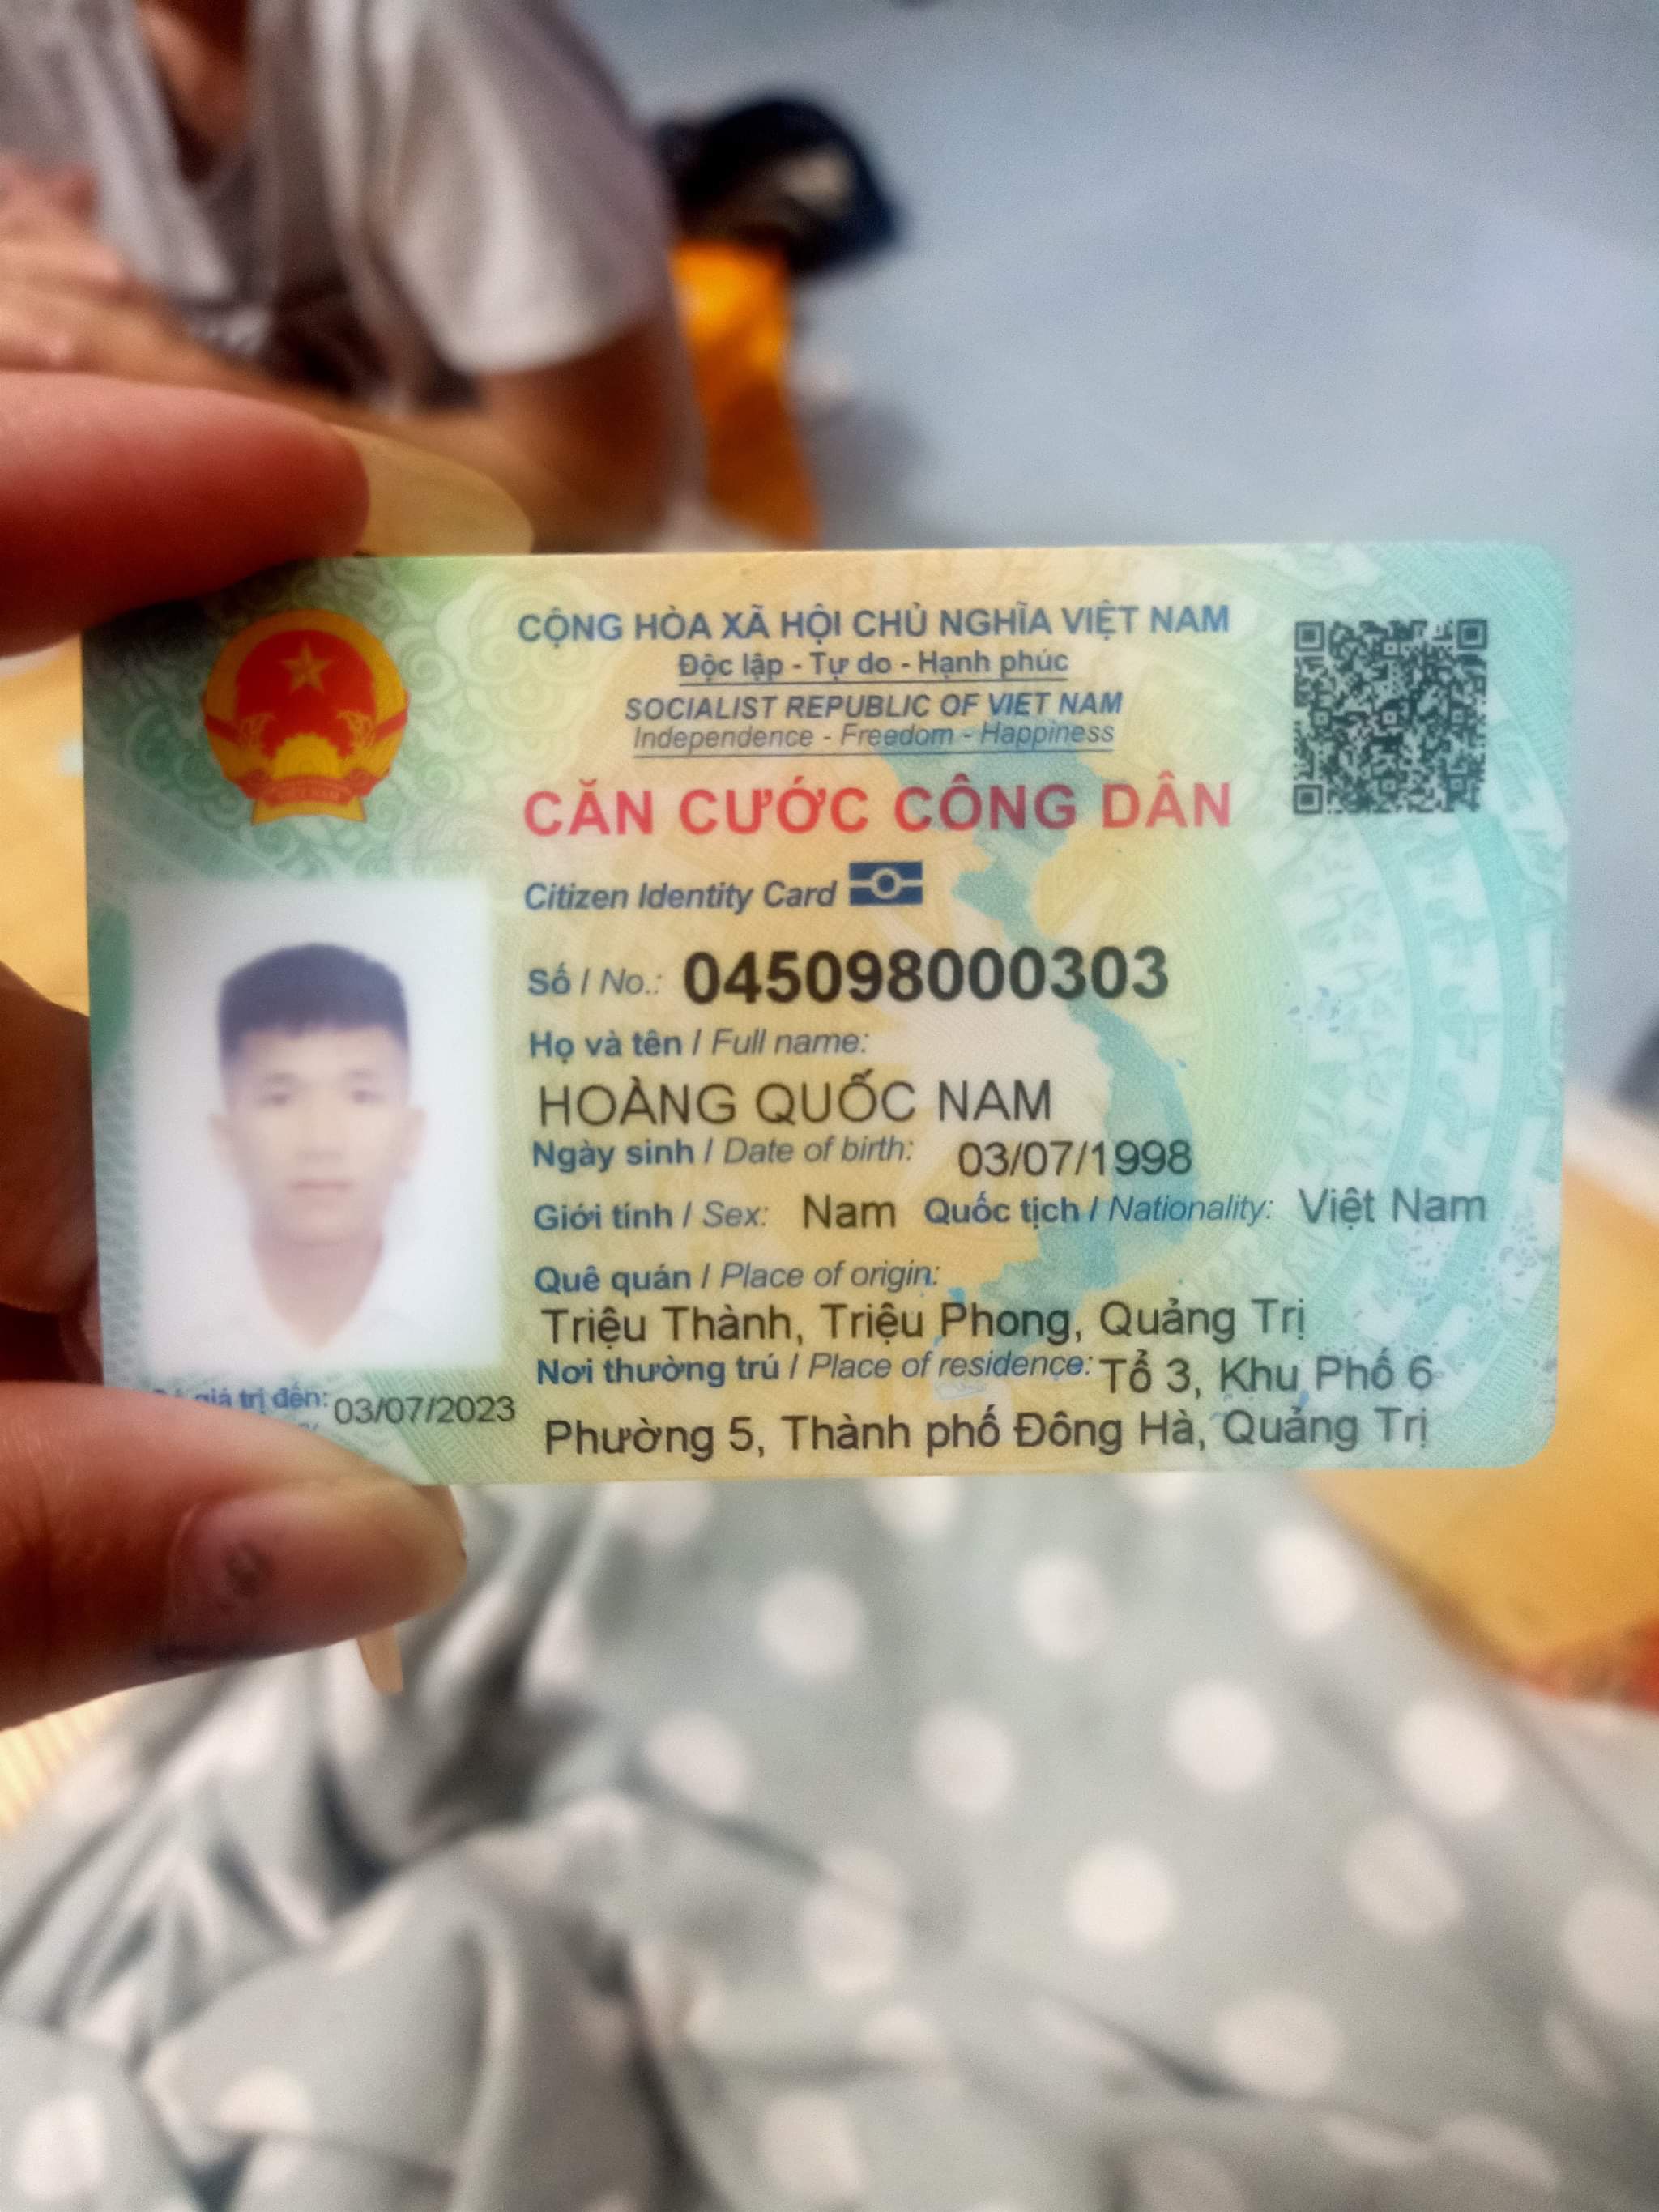 CỘNG HÒA XÃ HỘI CHỦ NGHĨA VIỆT NAM
Độc lập - Tự do - Hạnh phúc
SOCIALIST REPUBLIC OF VIET NAM
Independence - Freedom - Happiness
CĂN CƯỚC CÔNG DÂN
Citizen Identity Card
Số / No.: 045098000303
Họ và tên / Full name:
HOÀNG QUỐC NAM
Ngày sinh / Date of birth: 03/07/1998
Giới tính / Sex: Nam Quốc tịch / Nationality: Việt Nam
Quê quán / Place of origin:
Triệu Thành, Triệu Phong, Quảng Trị
Nơi thường trú / Place of residence: Tổ 3, Khu Phố 6
Phường 5, Thành phố Đông Hà, Quảng Trị
giá trị đến: 03/07/2023